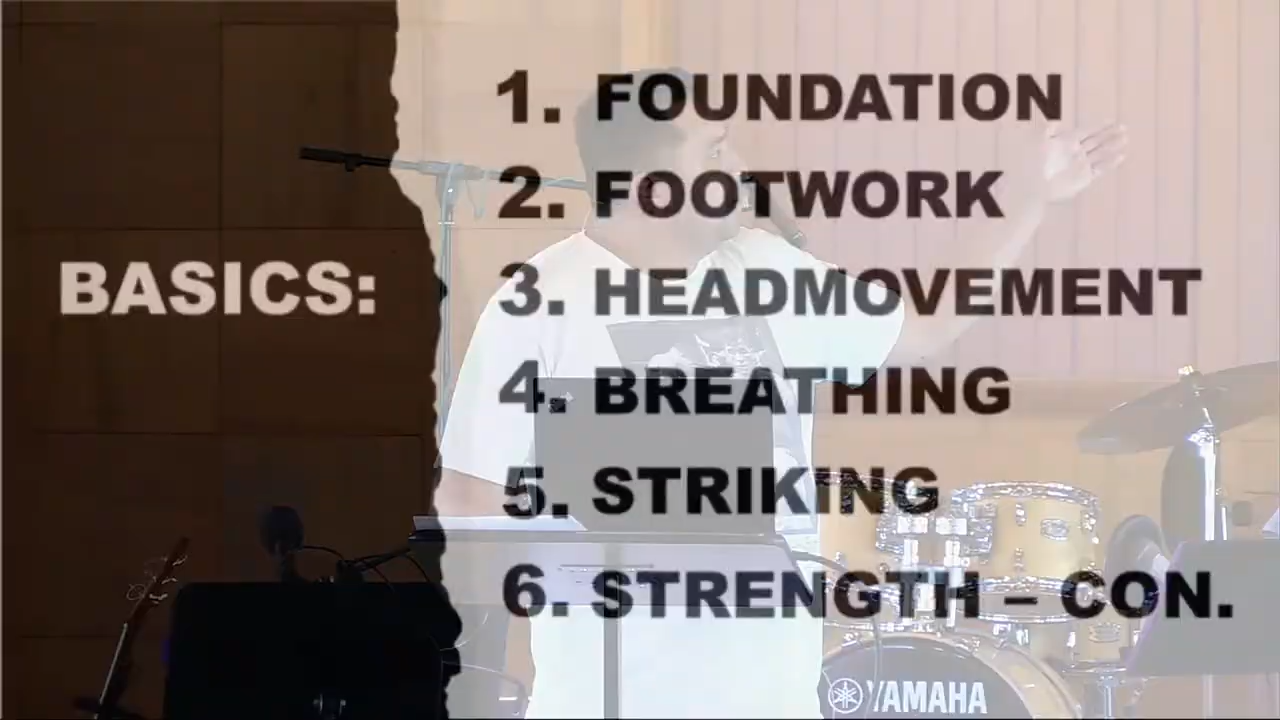 BASICS:
1. FOUNDATION
2. FOOTWORK
3. HEADMOVEMENT
4. BREATHING
5. STRIKING
6. STRENGTH – CON.
YAMAHA